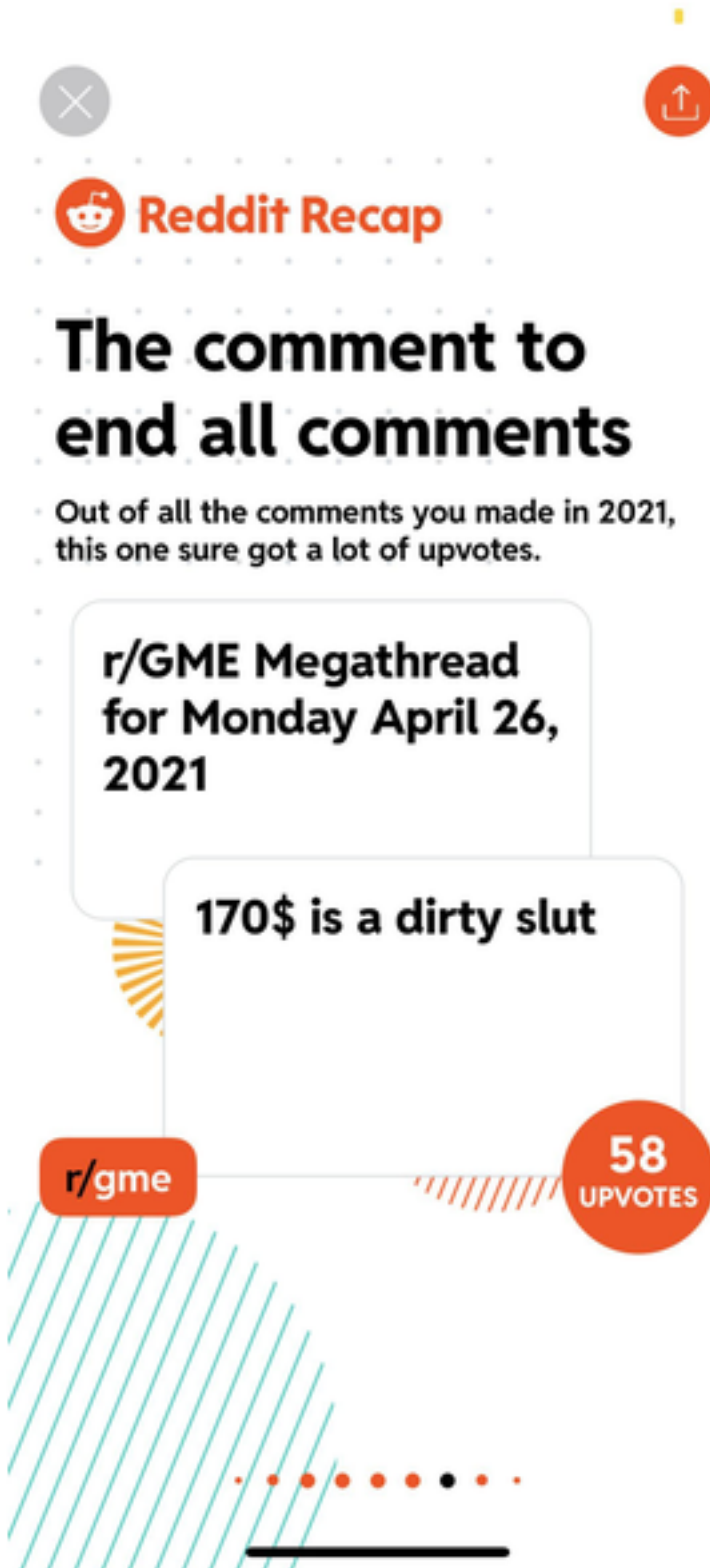 Reddit Recap
The comment to
end all comments
Out of all the comments you made in 2021,
this one sure got a lot of upvotes.
r/GME Megathread
for Monday April 26,
2021
170$ is a dirty slut
58
UPVOTES
r/gme